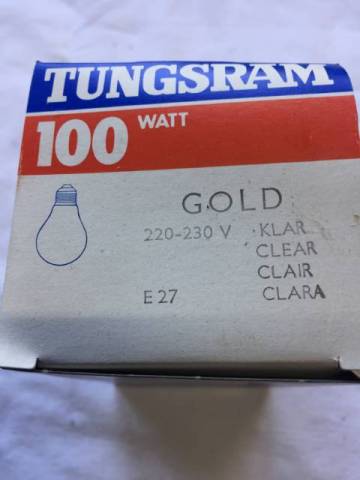 TUNGSRAM
100 WATT
GOLD
220-230 V KLAR
CLEAR
CLAIR
E 27 CLARA